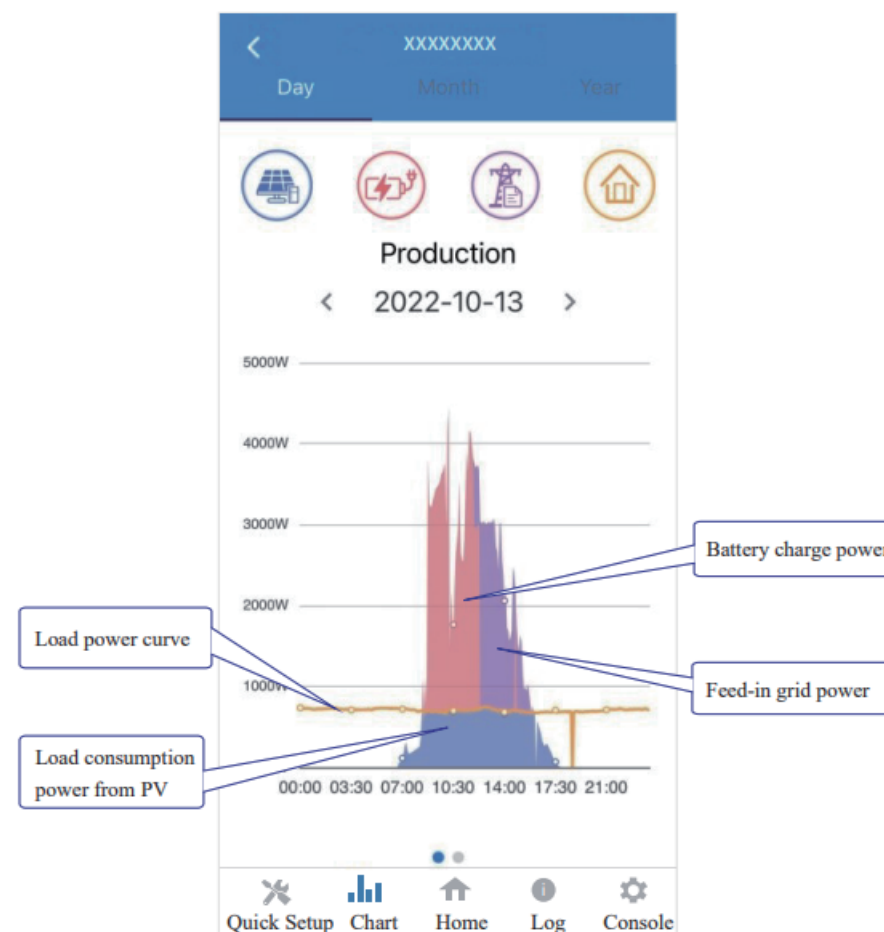 xxxxxxxx
Day Month Year
Production
2022-10-13
5000W
4000W
3000W
Battery charge power
2000W
Load power curve
1000W
Feed-in grid power
Load consumption
power from PV
00:00 03:30 07:00 10:30 14:00 17:30 21:00
Quick Setup Chart Home Log Console